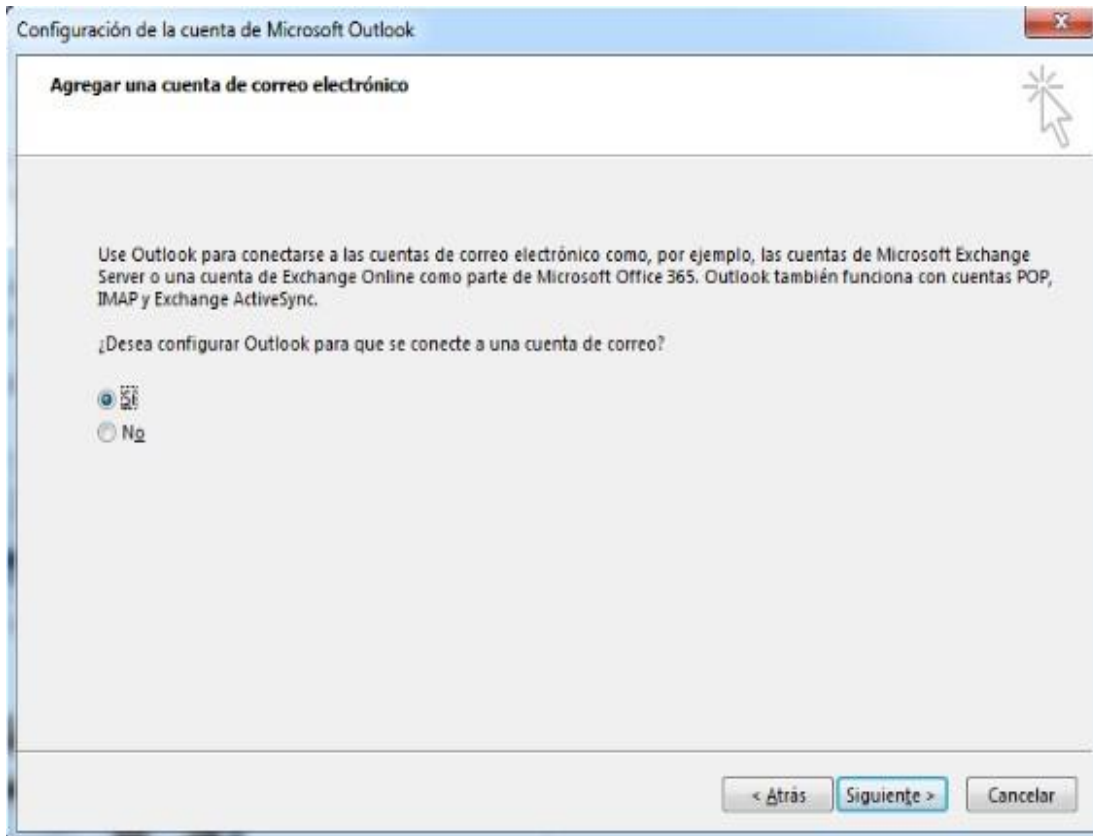 Configuración de la cuenta de Microsoft Outlook
Agregar una cuenta de correo electrónico
Use Outlook para conectarse a las cuentas de correo electrónico como, por ejemplo, las cuentas de Microsoft Exchange
Server o una cuenta de Exchange Online como parte de Microsoft Office 365. Outlook también funciona con cuentas POP,
IMAP y Exchange ActiveSync.
¿Desea configurar Outlook para que se conecte a una cuenta de correo?
Sí
No
< Atrás Siguiente > Cancelar